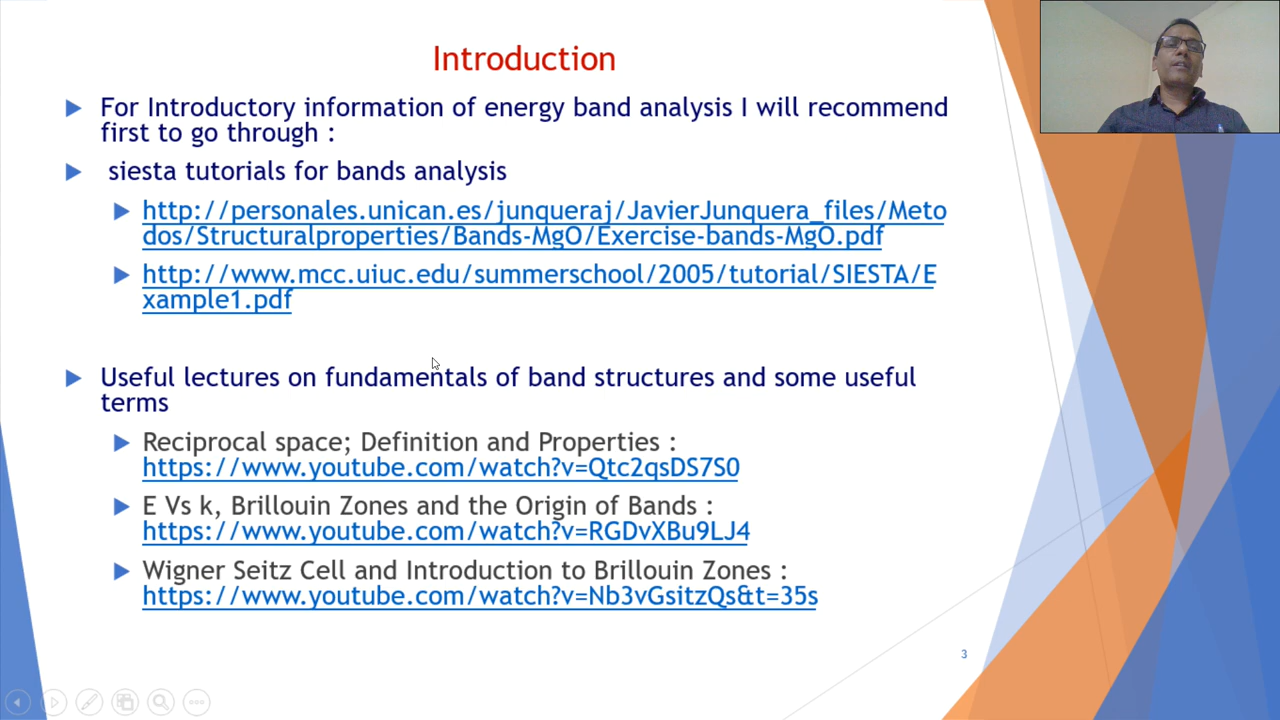 Introduction
For Introductory information of energy band analysis I will recommend
first to go through :
siesta tutorials for bands analysis
http://personales.unican.es/junqueraj/JavierJunquera_files/Meto
dos/Structuralproperties/Bands-MgO/Exercise-bands-MgO.pdf
http://www.mcc.uiuc.edu/summerschool/2005/tutorial/SIESTA/E
xample1.pdf
Useful lectures on fundamentals of band structures and some useful
terms
Reciprocal space; Definition and Properties :
https://www.youtube.com/watch?v=Qtc2qsDS7S0
E Vs k, Brillouin Zones and the Origin of Bands :
https://www.youtube.com/watch?v=RGDvXBu9LJ4
Wigner Seitz Cell and Introduction to Brillouin Zones :
https://www.youtube.com/watch?v=Nb3vGsitzQs&t=35s
3